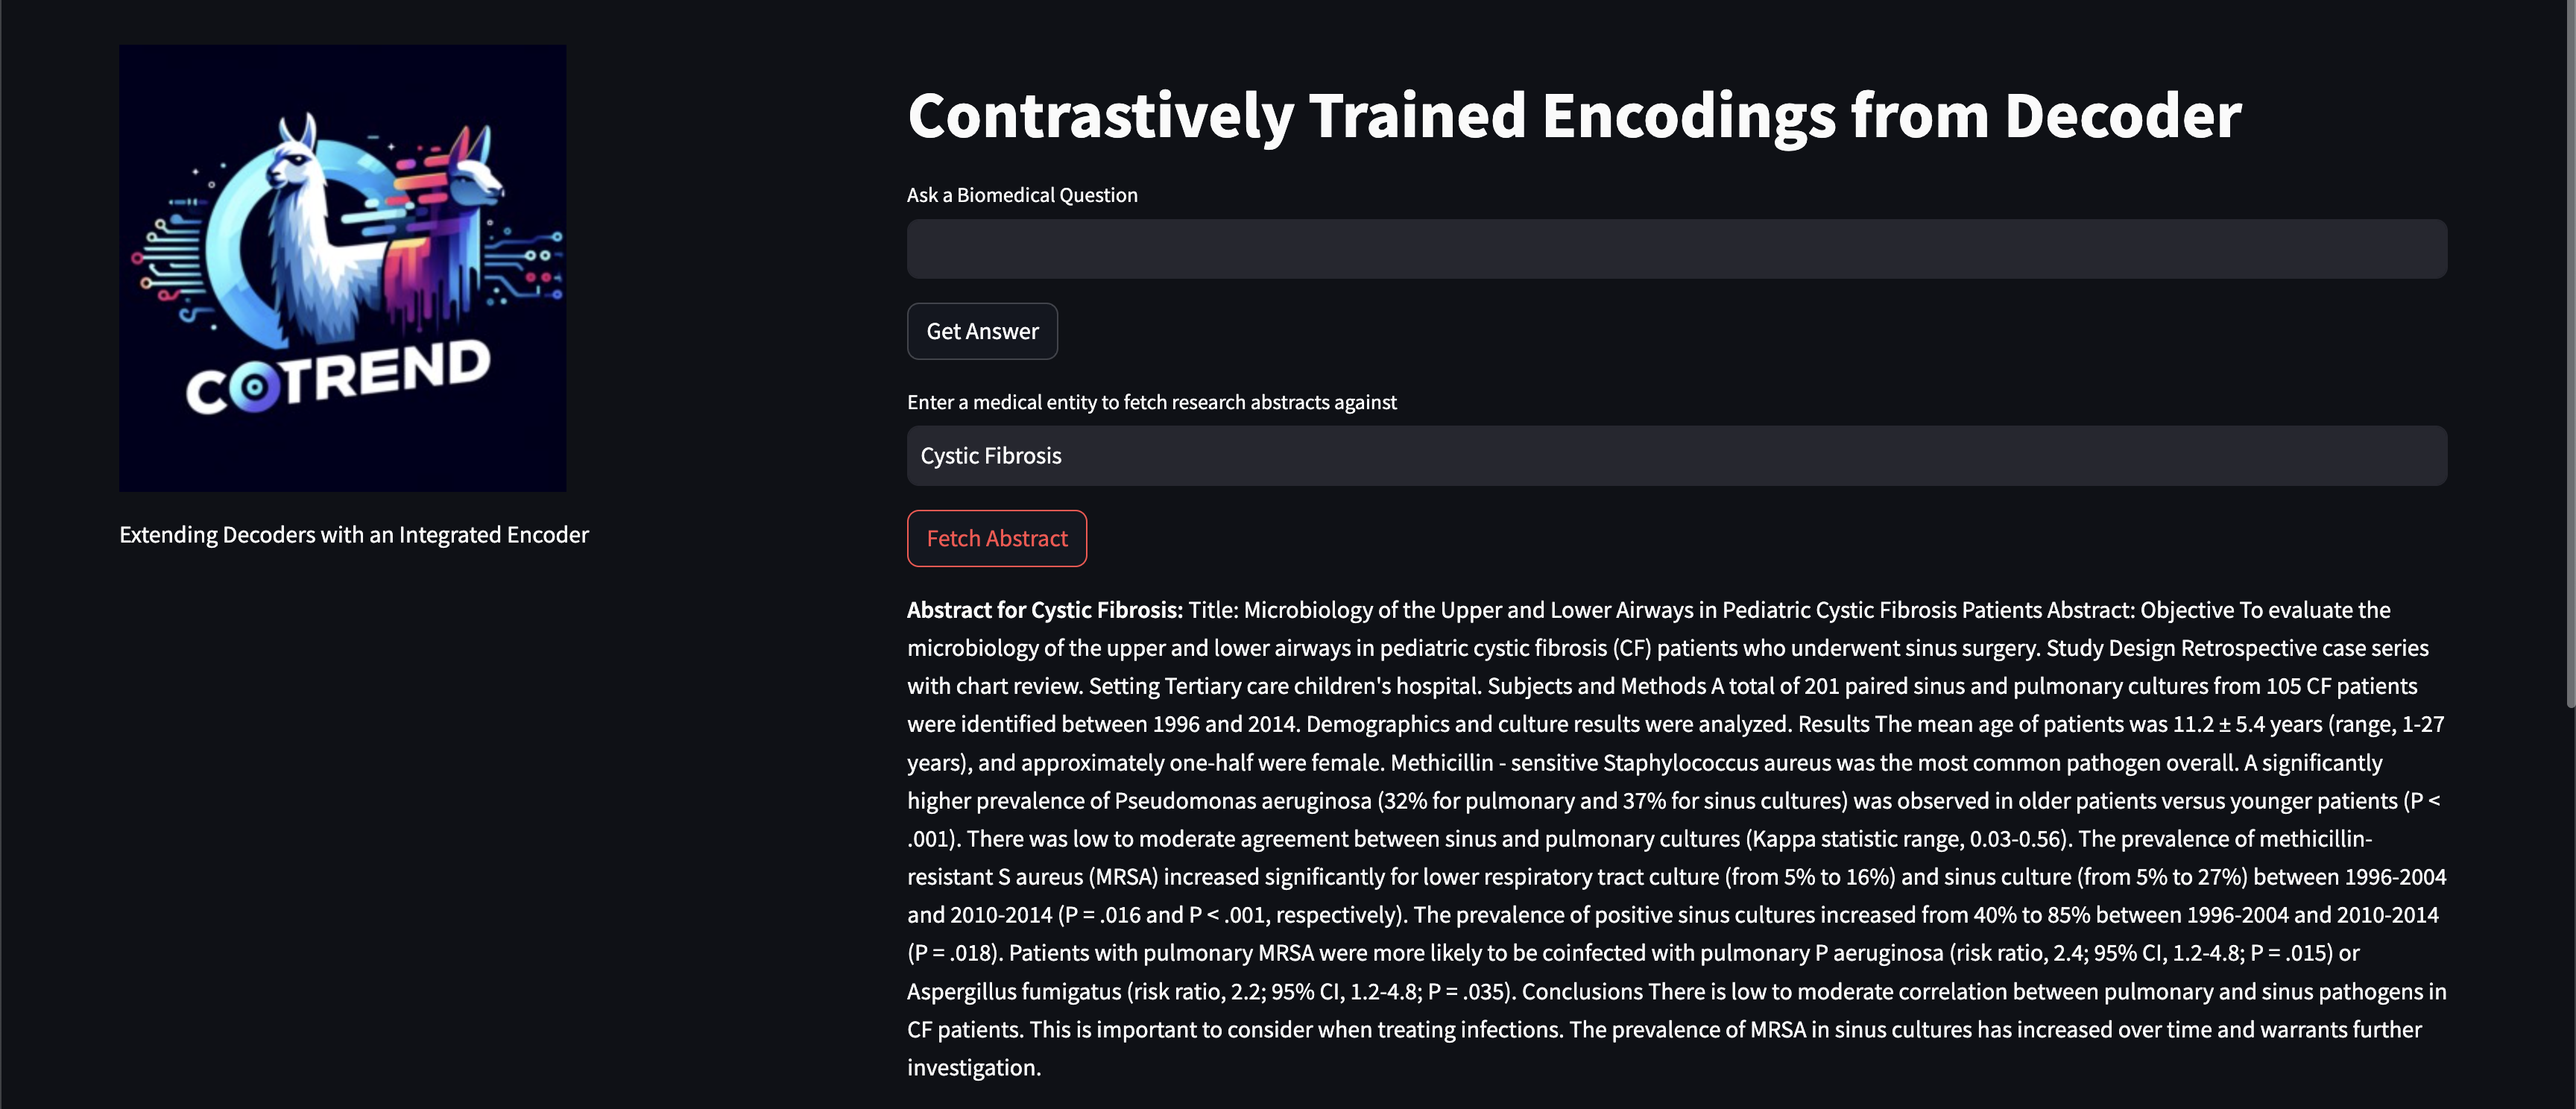 COTREND
Extending Decoders with an Integrated Encoder
Contrastively Trained Encodings from Decoder
Ask a Biomedical Question
Get Answer
Enter a medical entity to fetch research abstracts against
Cystic Fibrosis
Fetch Abstract
Abstract for Cystic Fibrosis: Title: Microbiology of the Upper and Lower Airways in Pediatric Cystic Fibrosis Patients Abstract: Objective To evaluate the
microbiology of the upper and lower airways in pediatric cystic fibrosis (CF) patients who underwent sinus surgery. Study Design Retrospective case series
with chart review. Setting Tertiary care children's hospital. Subjects and Methods A total of 201 paired sinus and pulmonary cultures from 105 CF patients
were identified between 1996 and 2014. Demographics and culture results were analyzed. Results The mean age of patients was 11.2 ± 5.4 years (range, 1-27
years), and approximately one-half were female. Methicillin - sensitive Staphylococcus aureus was the most common pathogen overall. A significantly
higher prevalence of Pseudomonas aeruginosa (32% for pulmonary and 37% for sinus cultures) was observed in older patients versus younger patients (P <
.001). There was low to moderate agreement between sinus and pulmonary cultures (Kappa statistic range, 0.03-0.56). The prevalence of methicillin-
resistant S aureus (MRSA) increased significantly for lower respiratory tract culture (from 5% to 16%) and sinus culture (from 5% to 27%) between 1996-2004
and 2010-2014 (P = .016 and P < .001, respectively). The prevalence of positive sinus cultures increased from 40% to 85% between 1996-2004 and 2010-2014
(P = .018). Patients with pulmonary MRSA were more likely to be coinfected with pulmonary P aeruginosa (risk ratio, 2.4; 95% CI, 1.2-4.8; P = .015) or
Aspergillus fumigatus (risk ratio, 2.2; 95% CI, 1.2-4.8; P = .035). Conclusions There is low to moderate correlation between pulmonary and sinus pathogens in
CF patients. This is important to consider when treating infections. The prevalence of MRSA in sinus cultures has increased over time and warrants further
investigation.